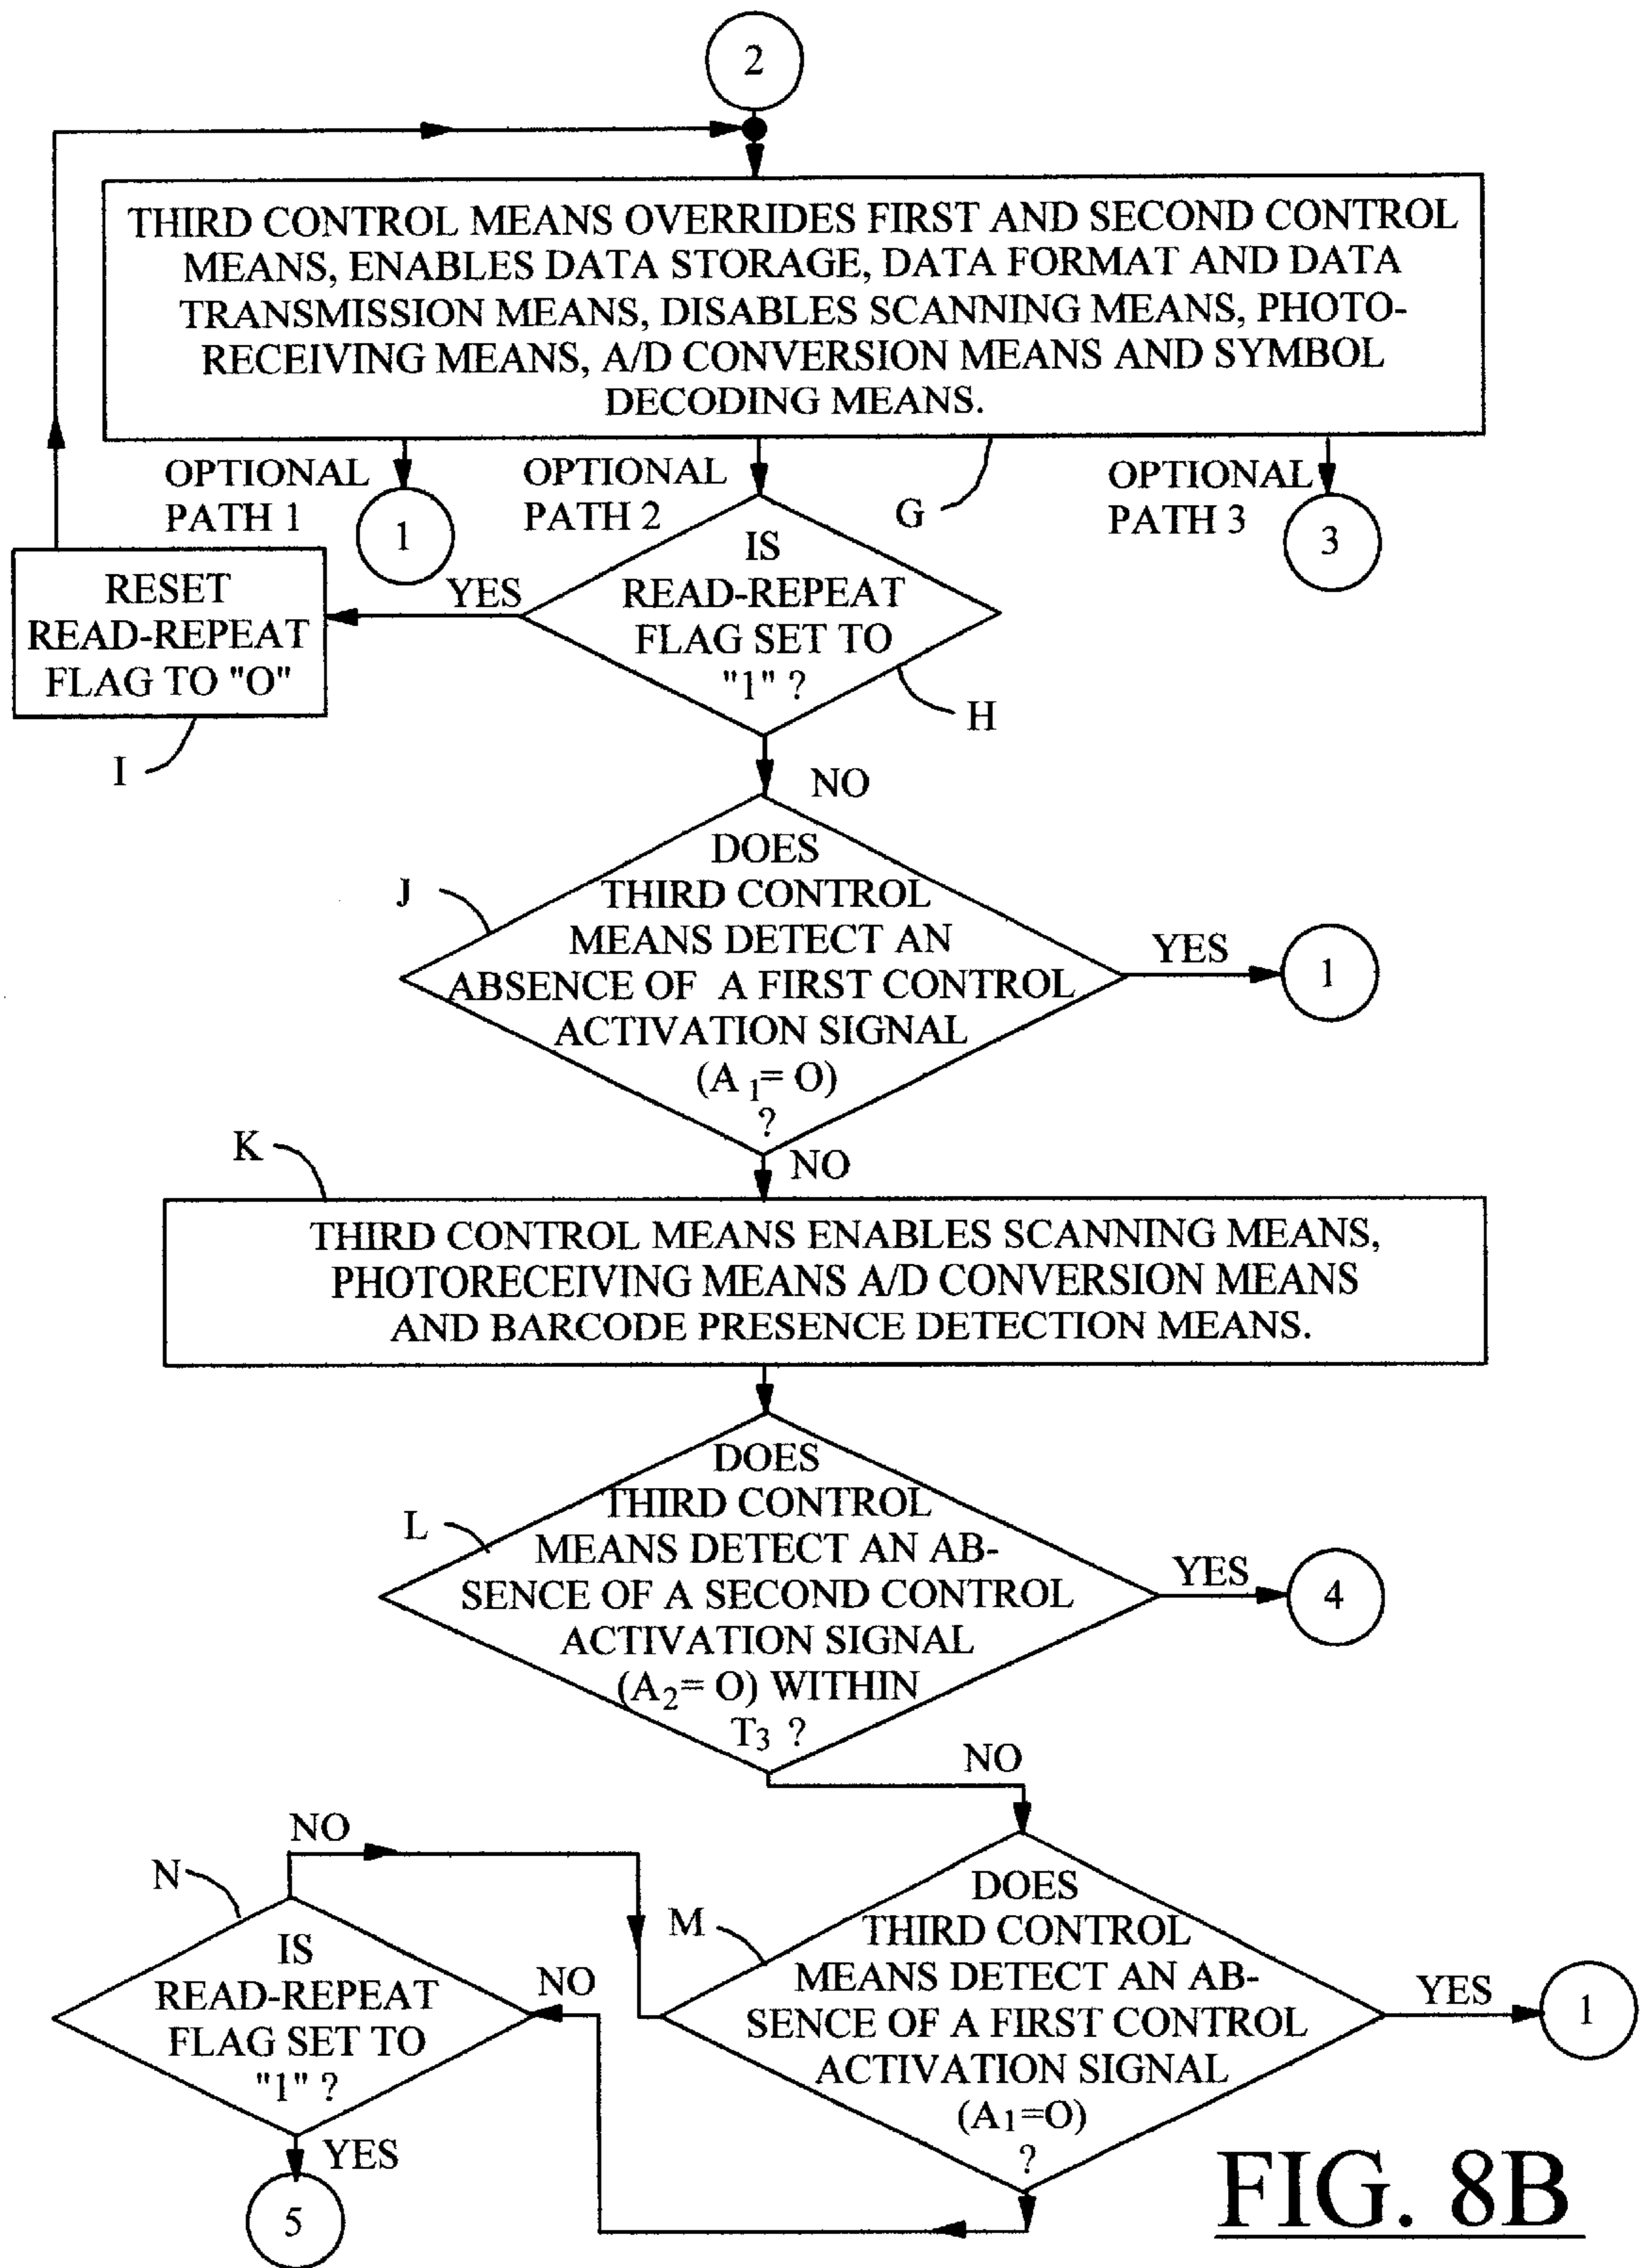 2
THIRD CONTROL MEANS OVERRIDES FIRST AND SECOND CONTROL
MEANS, ENABLES DATA STORAGE, DATA FORMAT AND DATA
TRANSMISSION MEANS, DISABLES SCANNING MEANS, PHOTO-
RECEIVING MEANS, A/D CONVERSION MEANS AND SYMBOL
DECODING MEANS.
OPTIONAL
PATH 1
1
OPTIONAL
PATH 2
G
OPTIONAL
PATH 3
3
IS
READ-REPEAT
FLAG SET TO
"1" ?
H
YES
RESET
READ-REPEAT
FLAG TO "O"
I
NO
J
DOES
THIRD CONTROL
MEANS DETECT AN
ABSENCE OF A FIRST CONTROL
ACTIVATION SIGNAL
(A1= O)
?
YES
1
NO
K
THIRD CONTROL MEANS ENABLES SCANNING MEANS,
PHOTORECEIVING MEANS A/D CONVERSION MEANS
AND BARCODE PRESENCE DETECTION MEANS.
L
DOES
THIRD CONTROL
MEANS DETECT AN AB-
SENCE OF A SECOND CONTROL
ACTIVATION SIGNAL
(A2= O) WITHIN
T3 ?
YES
4
NO
M
DOES
THIRD CONTROL
MEANS DETECT AN AB-
SENCE OF A FIRST CONTROL
ACTIVATION SIGNAL
(A1=O)
?
YES
1
NO
NO
N
IS
READ-REPEAT
FLAG SET TO
"1" ?
YES
5
FIG. 8B